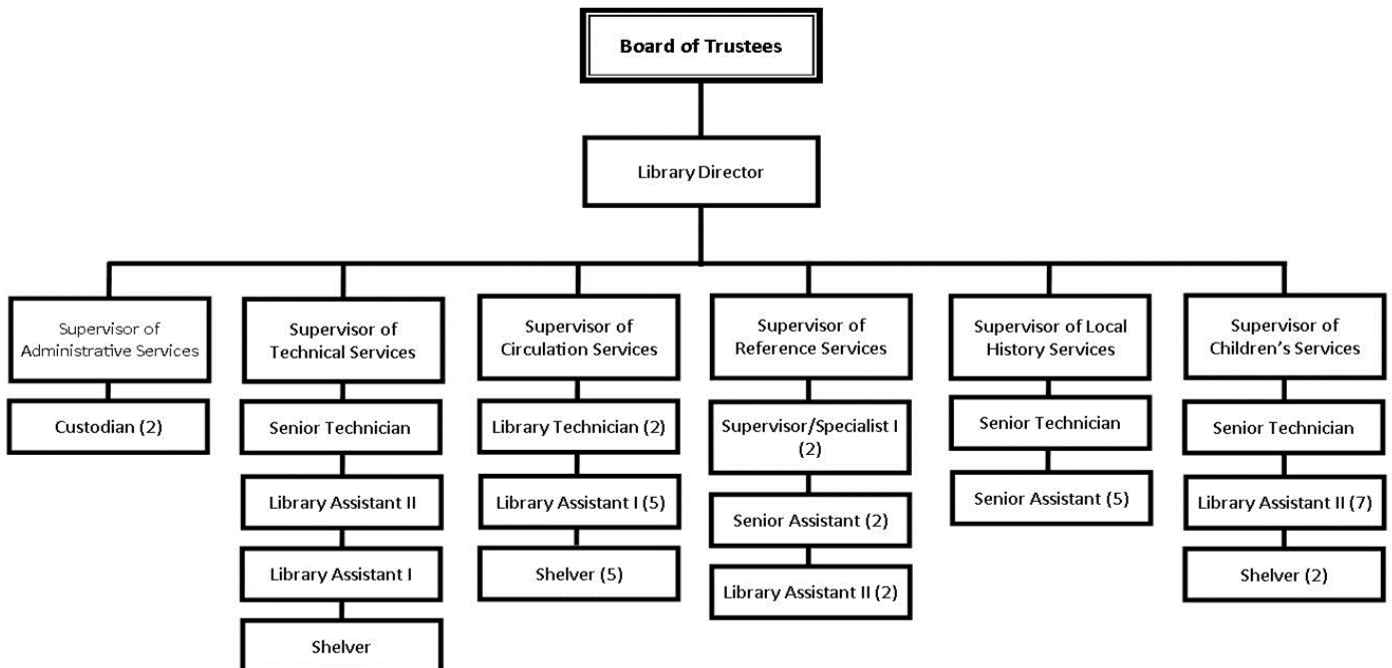 Board of Trustees
Library Director
Supervisor of
Administrative Services
Custodian (2)
Supervisor of
Technical Services
Senior Technician
Library Assistant II
Library Assistant I
Shelver
Supervisor of
Circulation Services
Library Technician (2)
Library Assistant I (5)
Shelver (5)
Supervisor of
Reference Services
Supervisor/Specialist I
(2)
Senior Assistant (2)
Library Assistant II (2)
Supervisor of Local
History Services
Senior Technician
Senior Assistant (5)
Supervisor of
Children’s Services
Senior Technician
Library Assistant II (7)
Shelver (2)